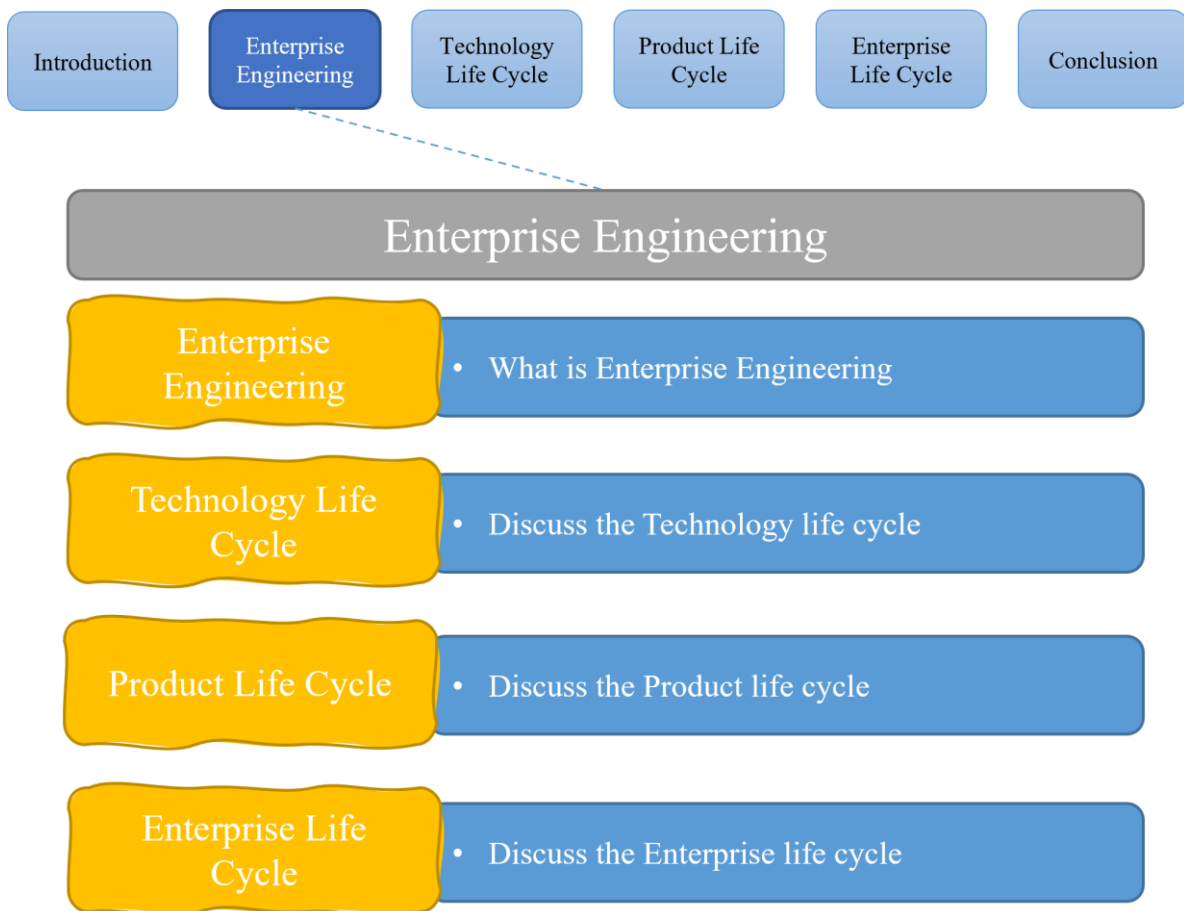 Introduction
Enterprise
Engineering
Technology
Life Cycle
Product Life
Cycle
Enterprise
Life Cycle
Conclusion
Enterprise Engineering
Enterprise
Engineering
• What is Enterprise Engineering
Technology Life
Cycle
• Discuss the Technology life cycle
Product Life Cycle
• Discuss the Product life cycle
Enterprise Life
Cycle
• Discuss the Enterprise life cycle